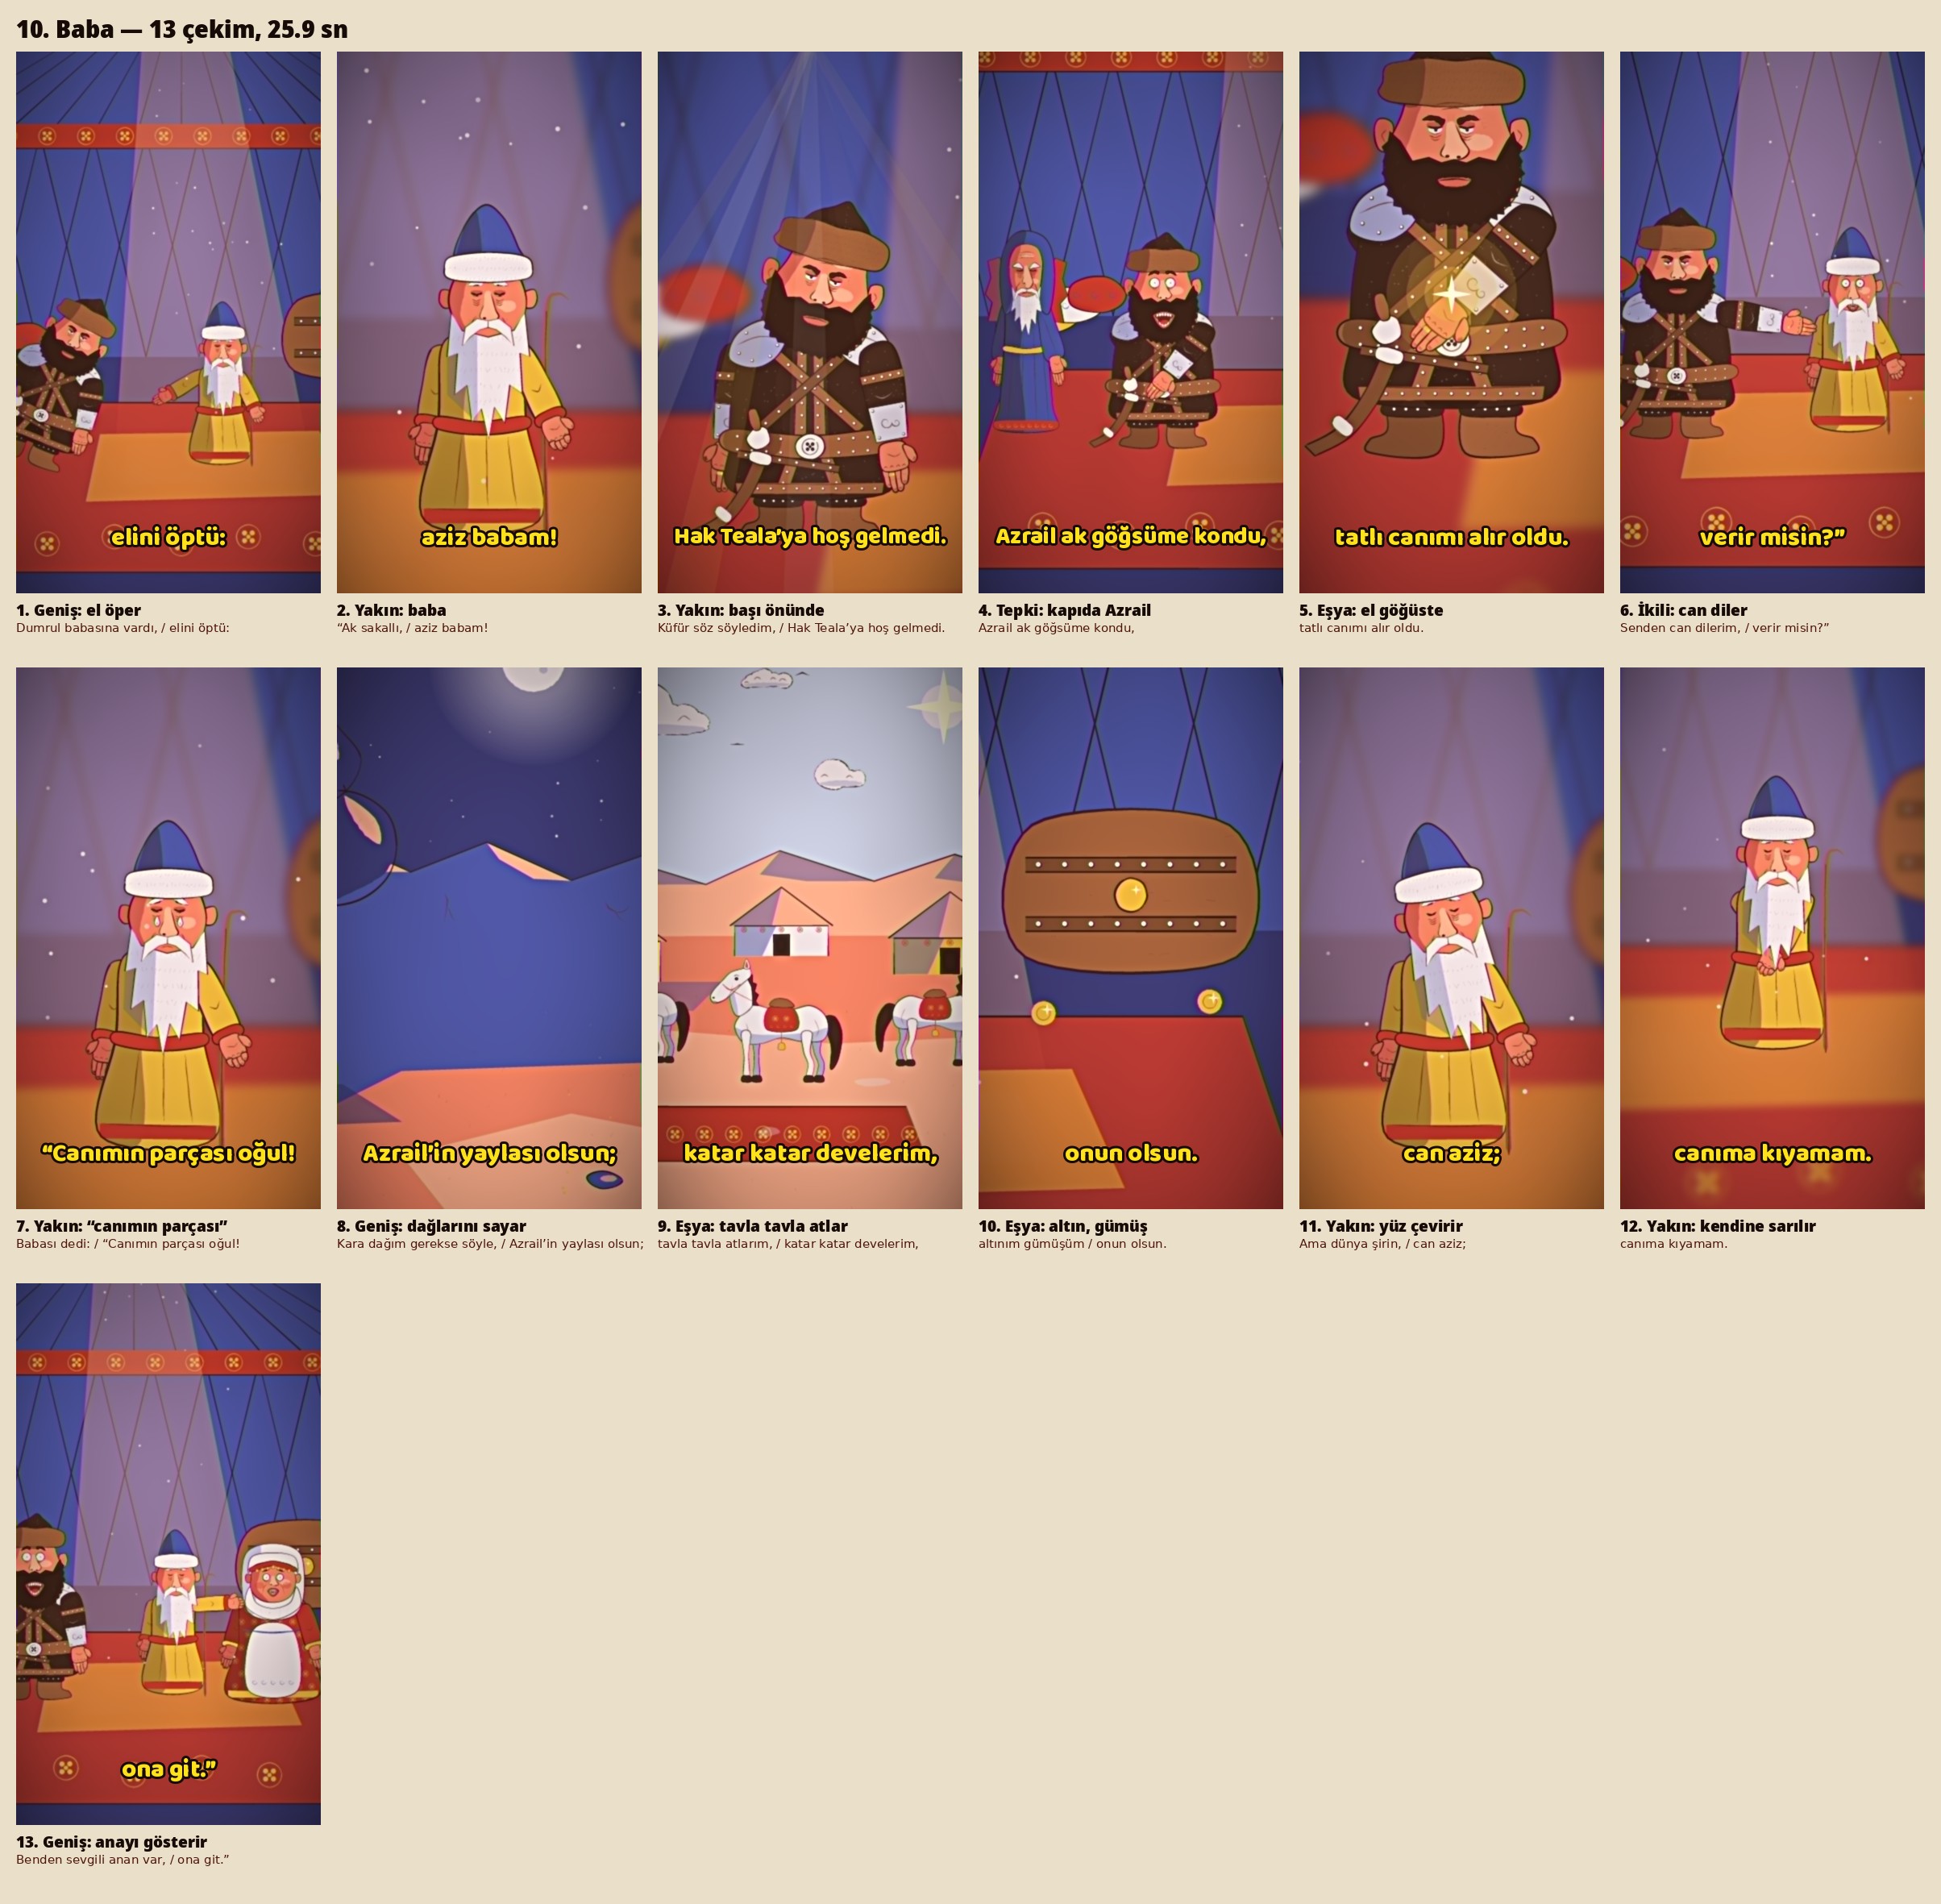 10. Baba — 13 çekim, 25.9 sn
elini öptü:
aziz babam!
Hak Teala’ya hoş gelmedi.
Azrail ak göğsüme kondu,
tatlı canımı alır oldu.
verir misin?”
1. Geniş: el öper
Dumrul babasına vardı, / elini öptü:
2. Yakın: baba
“Ak sakallı, / aziz babam!
3. Yakın: başı önünde
Küfür söz söyledim, / Hak Teala’ya hoş gelmedi.
4. Tepki: kapıda Azrail
Azrail ak göğsüme kondu,
5. Eşya: el göğüste
tatlı canımı alır oldu.
6. İkili: can diler
Senden can dilerim, / verir misin?”
“Canımın parçası oğul!
Azrail’in yaylası olsun;
katar katar develerim,
onun olsun.
can aziz;
canıma kıyamam.
7. Yakın: “canımın parçası”
Babası dedi: / “Canımın parçası oğul!
8. Geniş: dağlarını sayar
Kara dağım gerekse söyle, / Azrail’in yaylası olsun;
9. Eşya: tavla tavla atlar
tavla tavla atlarım, / katar katar develerim,
10. Eşya: altın, gümüş
altınım gümüşüm / onun olsun.
11. Yakın: yüz çevirir
Ama dünya şirin, / can aziz;
12. Yakın: kendine sarılır
canıma kıyamam.
ona git.”
13. Geniş: anayı gösterir
Benden sevgili anan var, / ona git.”